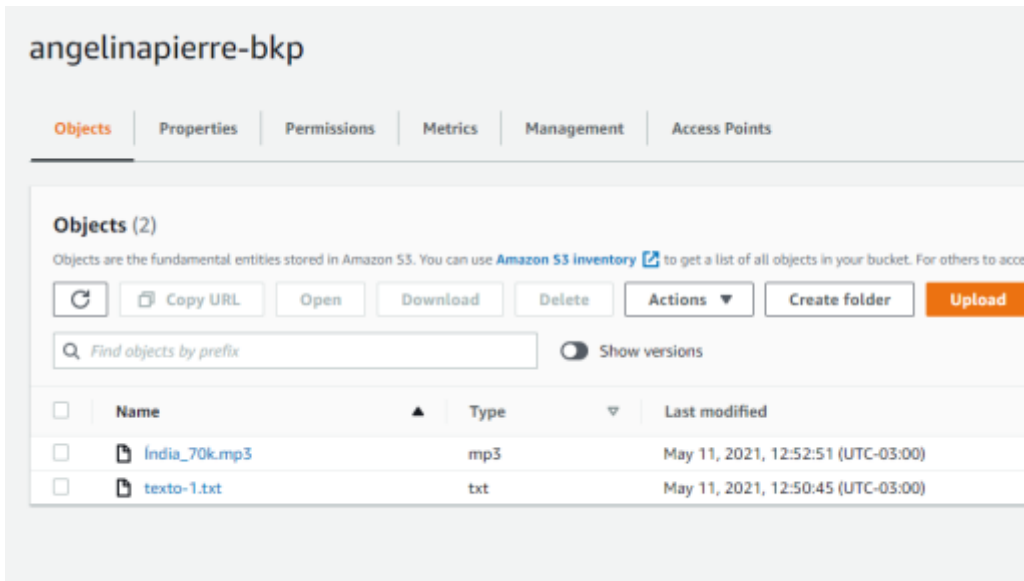 angelinapierre-bkp
Objects Properties Permissions Metrics Management Access Points
Objects (2)
Objects are the fundamental entities stored in Amazon S3. You can use Amazon S3 inventory to get a list of all objects in your bucket. For others to acce
Copy URL Open Download Delete Actions Create folder Upload
Find objects by prefix Show versions
Name Type Last modified
Índia_70k.mp3 mp3 May 11, 2021, 12:52:51 (UTC-03:00)
texto-1.txt txt May 11, 2021, 12:50:45 (UTC-03:00)